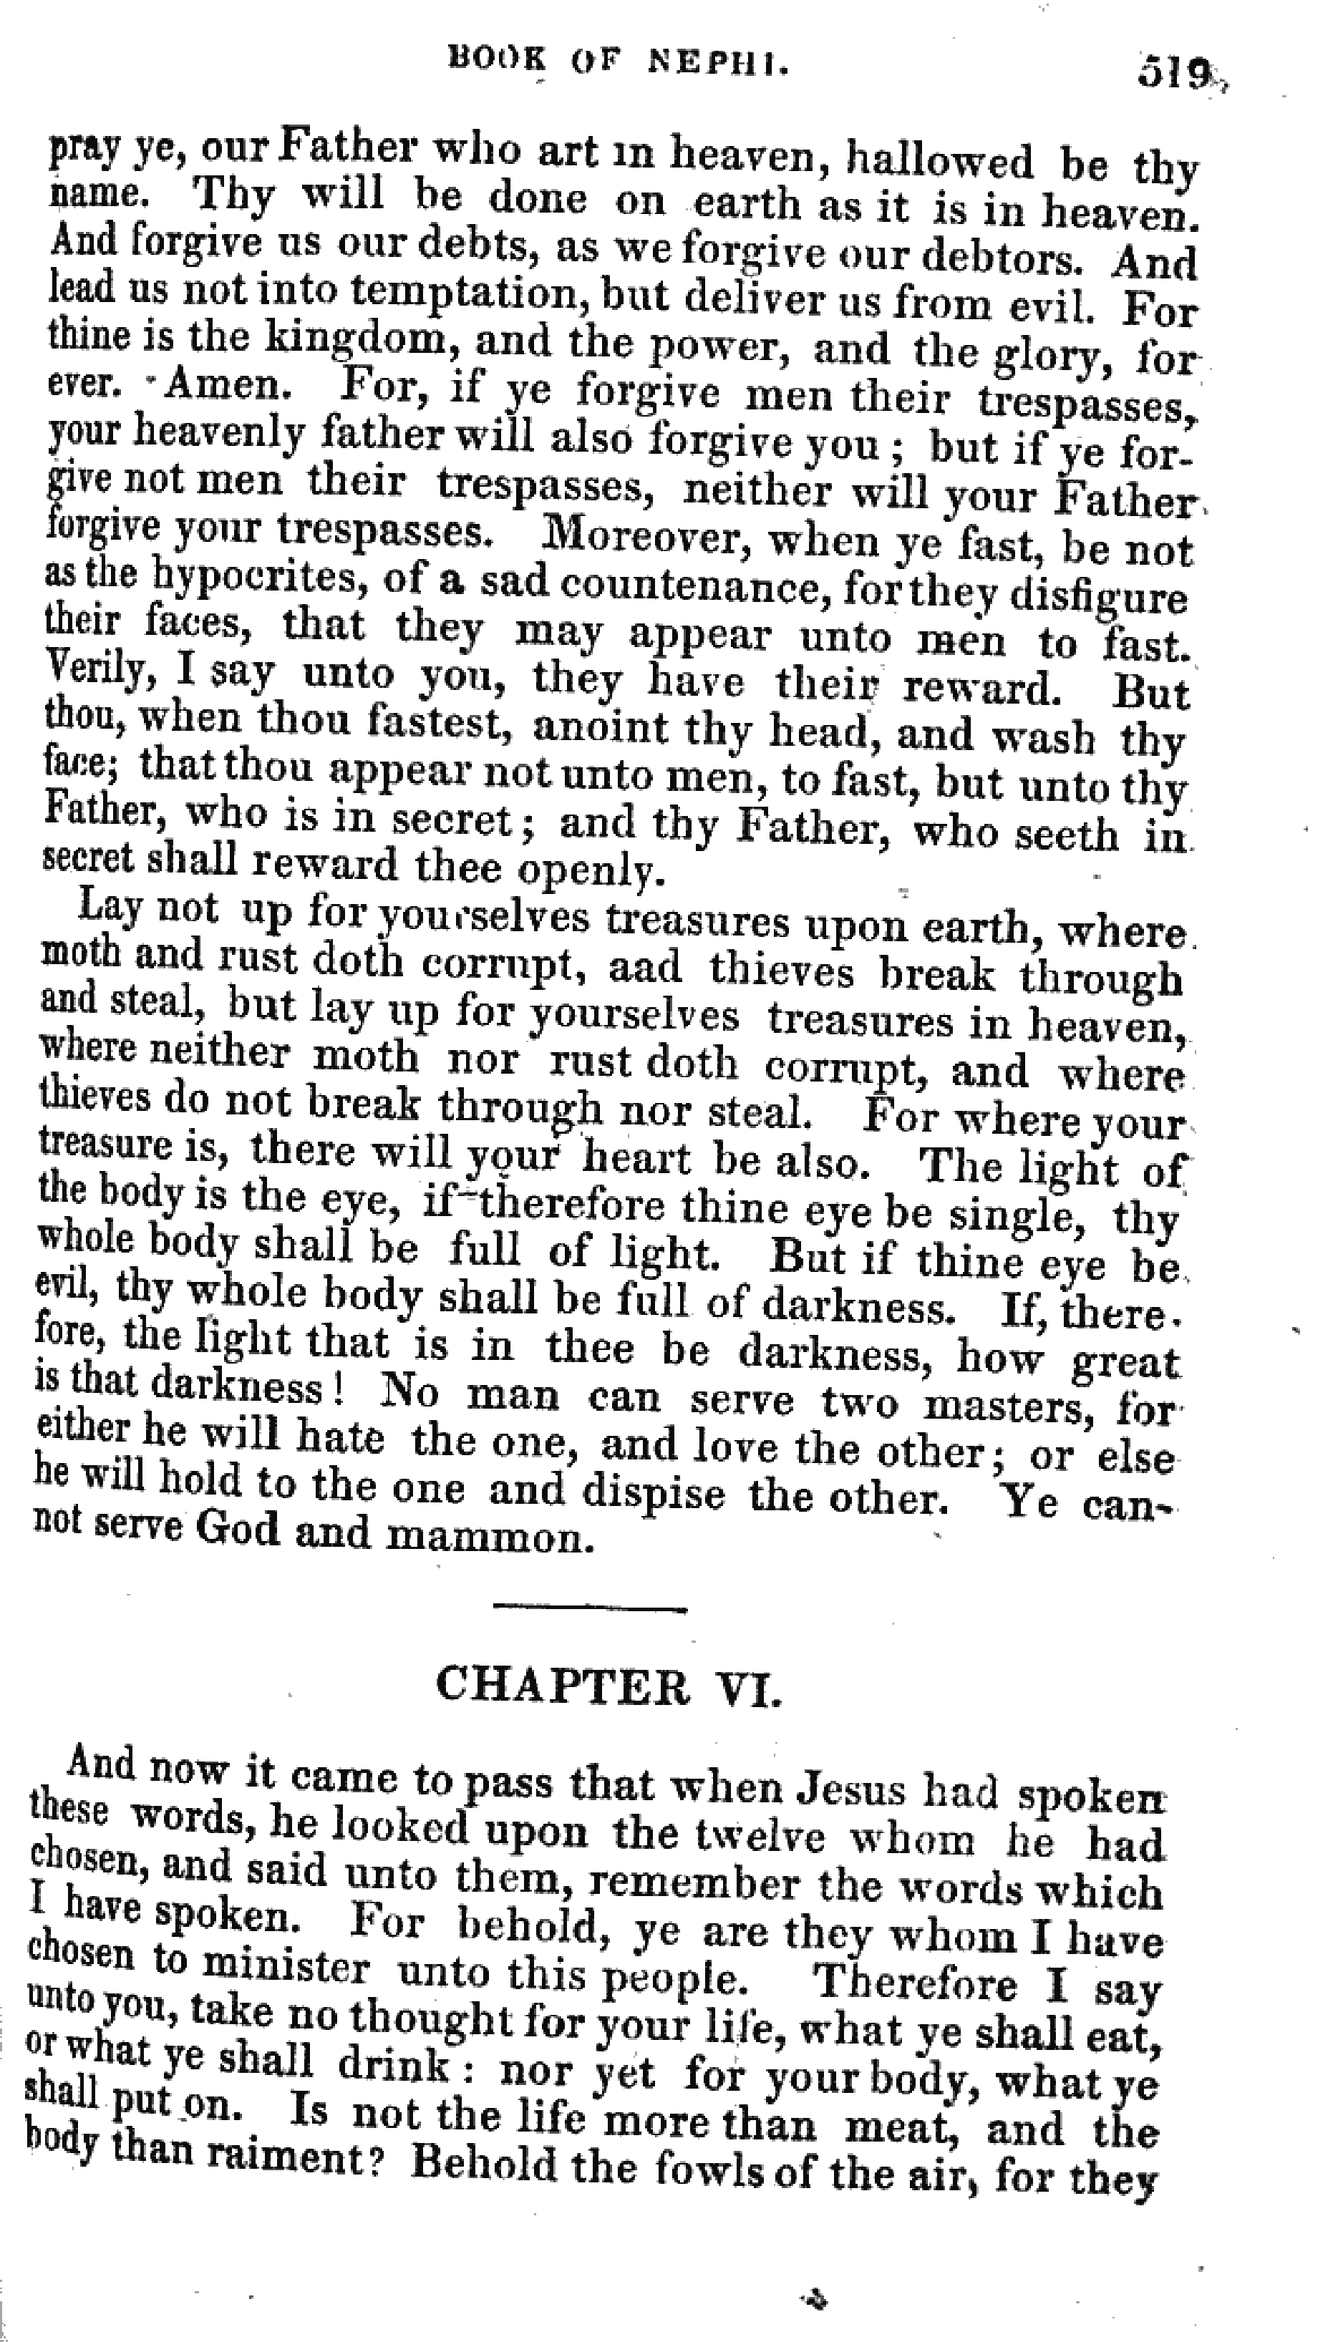 BOOK OF NEPHI. 519
pray ye, our Father who art in heaven, hallowed be thy
name. Thy will be done on earth as it is in heaven.
And forgive us our debts, as we forgive our debtors. And
lead us not into temptation, but deliver us from evil. For
thine is the kingdom, and the power, and the glory, for
ever. Amen. For, if ye forgive men their trespasses,
your heavenly father will also forgive you; but if ye for-
give not men their trespasses, neither will your Father
forgive your trespasses. Moreover, when ye fast, be not
as the hypocrites, of a sad countenance, for they disfigure
their faces, that they may appear unto men to fast.
Verily, I say unto you, they have their reward. But
thou, when thou fastest, anoint thy head, and wash thy
face; that thou appear not unto men, to fast, but unto thy
Father, who is in secret; and thy Father, who seeth in
secret shall reward thee openly.
Lay not up for yourselves treasures upon earth, where
moth and rust doth corrupt, aad thieves break through
and steal, but lay up for yourselves treasures in heaven,
where neither moth nor rust doth corrupt, and where
thieves do not break through nor steal. For where your
treasure is, there will your heart be also. The light of
the body is the eye, if therefore thine eye be single, thy
whole body shall be full of light. But if thine eye be
evil, thy whole body shall be full of darkness. If, there-
fore, the light that is in thee be darkness, how great
is that darkness! No man can serve two masters, for
either he will hate the one, and love the other; or else
he will hold to the one and dispise the other. Ye can-
not serve God and mammon.
CHAPTER VI.
And now it came to pass that when Jesus had spoken
these words, he looked upon the twelve whom he had
chosen, and said unto them, remember the words which
I have spoken. For behold, ye are they whom I have
chosen to minister unto this people. Therefore I say
unto you, take no thought for your life, what ye shall eat,
or what ye shall drink: nor yet for your body, what ye
shall put on. Is not the life more than meat, and the
body than raiment? Behold the fowls of the air, for they